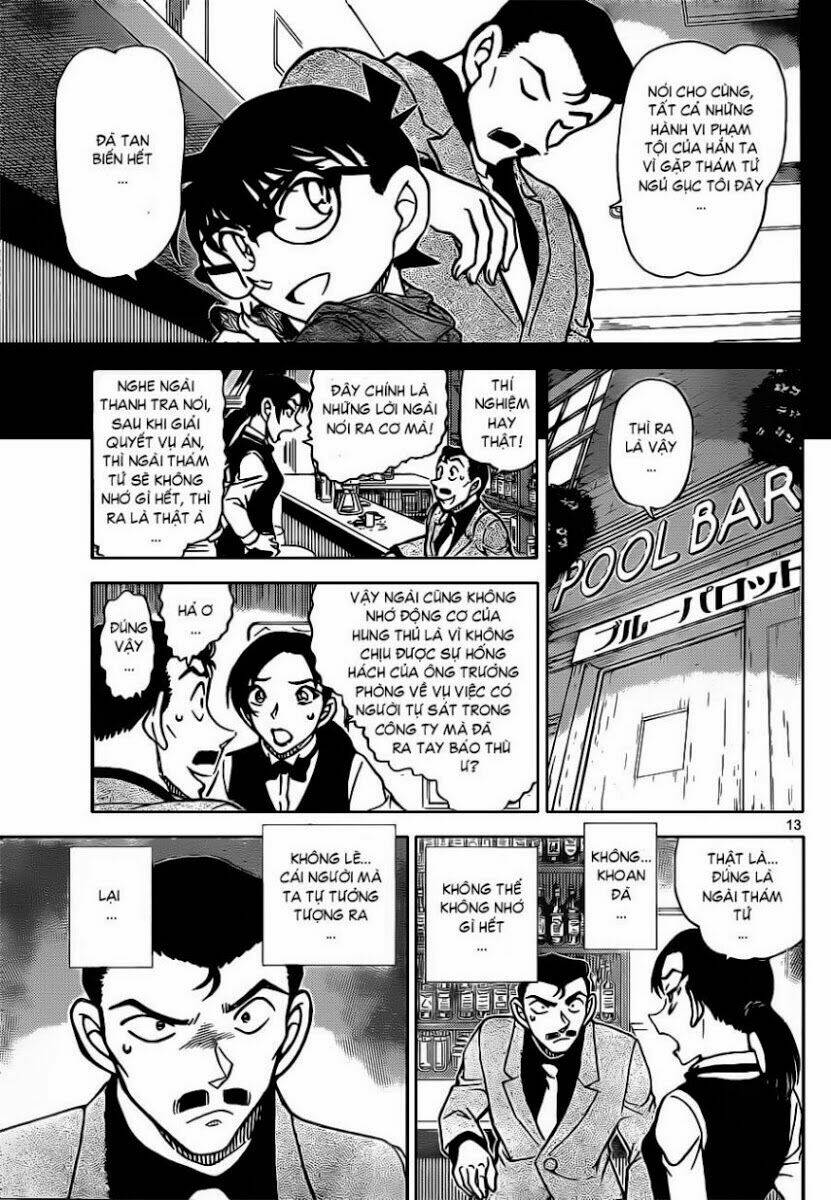 NÓI CHO CÙNG,
TẤT CẢ NHỮNG
HÀNH VI PHẠM
TỘI CỦA HẮN TA
VÌ GẶP THÁM TỬ
NGỦ GỤC TÔI ĐÂY
...
ĐÃ TAN
BIẾN HẾT
...
THÌ RA
LÀ VẬY
...
POOL BAR
ブルーパロット
THÍ
NGHIỆM
HAY
THẬT!
ĐÂY CHÍNH LÀ
NHỮNG LỜI NGÀI
NÓI RA CƠ MÀ!
NGHE NGÀI
THANH TRA NÓI,
SAU KHI GIẢI
QUYẾT VỤ ÁN,
THÌ NGÀI THÁM
TỬ SẼ KHÔNG
NHỚ GÌ HẾT, THÌ
RA LÀ THẬT À
...
VẬY NGÀI CŨNG KHÔNG
NHỚ ĐỘNG CƠ CỦA
HUNG THỦ LÀ VÌ KHÔNG
CHỊU ĐƯỢC SỰ HỐNG
HÁCH CỦA ÔNG TRƯỞNG
PHÒNG VỀ VỤ VIỆC CÓ
NGƯỜI TỰ SÁT TRONG
CÔNG TY MÀ ĐÃ
RA TAY BÁO THÙ
Ư?
HẢ Ơ
...
ĐÚNG
VẬY
...
13
THẬT LÀ...
ĐÚNG LÀ
NGÀI THÁM
TỬ
...
KHÔNG...
KHOAN
ĐÃ
...
KHÔNG THỂ
KHÔNG NHỚ
GÌ HẾT
...
KHÔNG LẼ...
CÁI NGƯỜI MÀ
TA TỰ TƯỞNG
TƯỢNG RA
...
LẠI
...